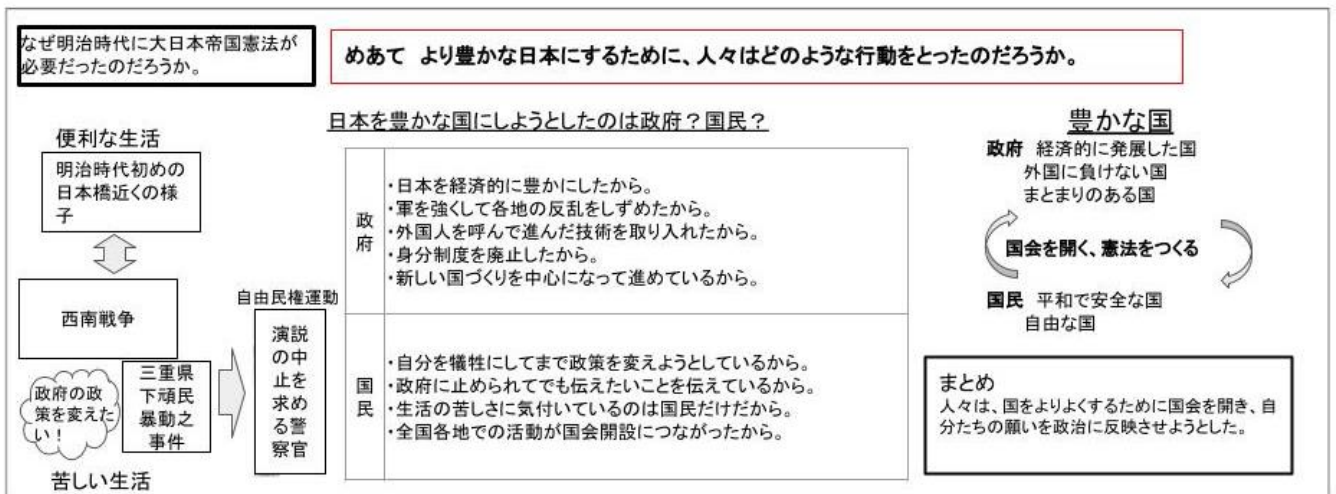 なぜ明治時代に大日本帝国憲法が
必要だったのだろうか。
めあて より豊かな日本にするために、人々はどのような行動をとったのだろうか。
便利な生活
明治時代初めの
日本橋近くの様
子
西南戦争
政府の政
策を変えた
い！
三重県
下頑民
暴動之
事件
苦しい生活
自由民権運動
演説
の中
止を
求め
る警
察官
日本を豊かな国にしようとしたのは政府？国民？
政府
・日本を経済的に豊かにしたから。
・軍を強くして各地の反乱をしずめたから。
・外国人を呼んで進んだ技術を取り入れたから。
・身分制度を廃止したから。
・新しい国づくりを中心になって進めているから。
国民
・自分を犠牲にしてまで政策を変えようとしているから。
・政府に止められてでも伝えたいことを伝えているから。
・生活の苦しさに気付いているのは国民だけだから。
・全国各地での活動が国会開設につながったから。
豊かな国
政府 経済的に発展した国
外国に負けない国
まとまりのある国
国会を開く、憲法をつくる
国民 平和で安全な国
自由な国
まとめ
人々は、国をよりよくするために国会を開き、自
分たちの願いを政治に反映させようとした。